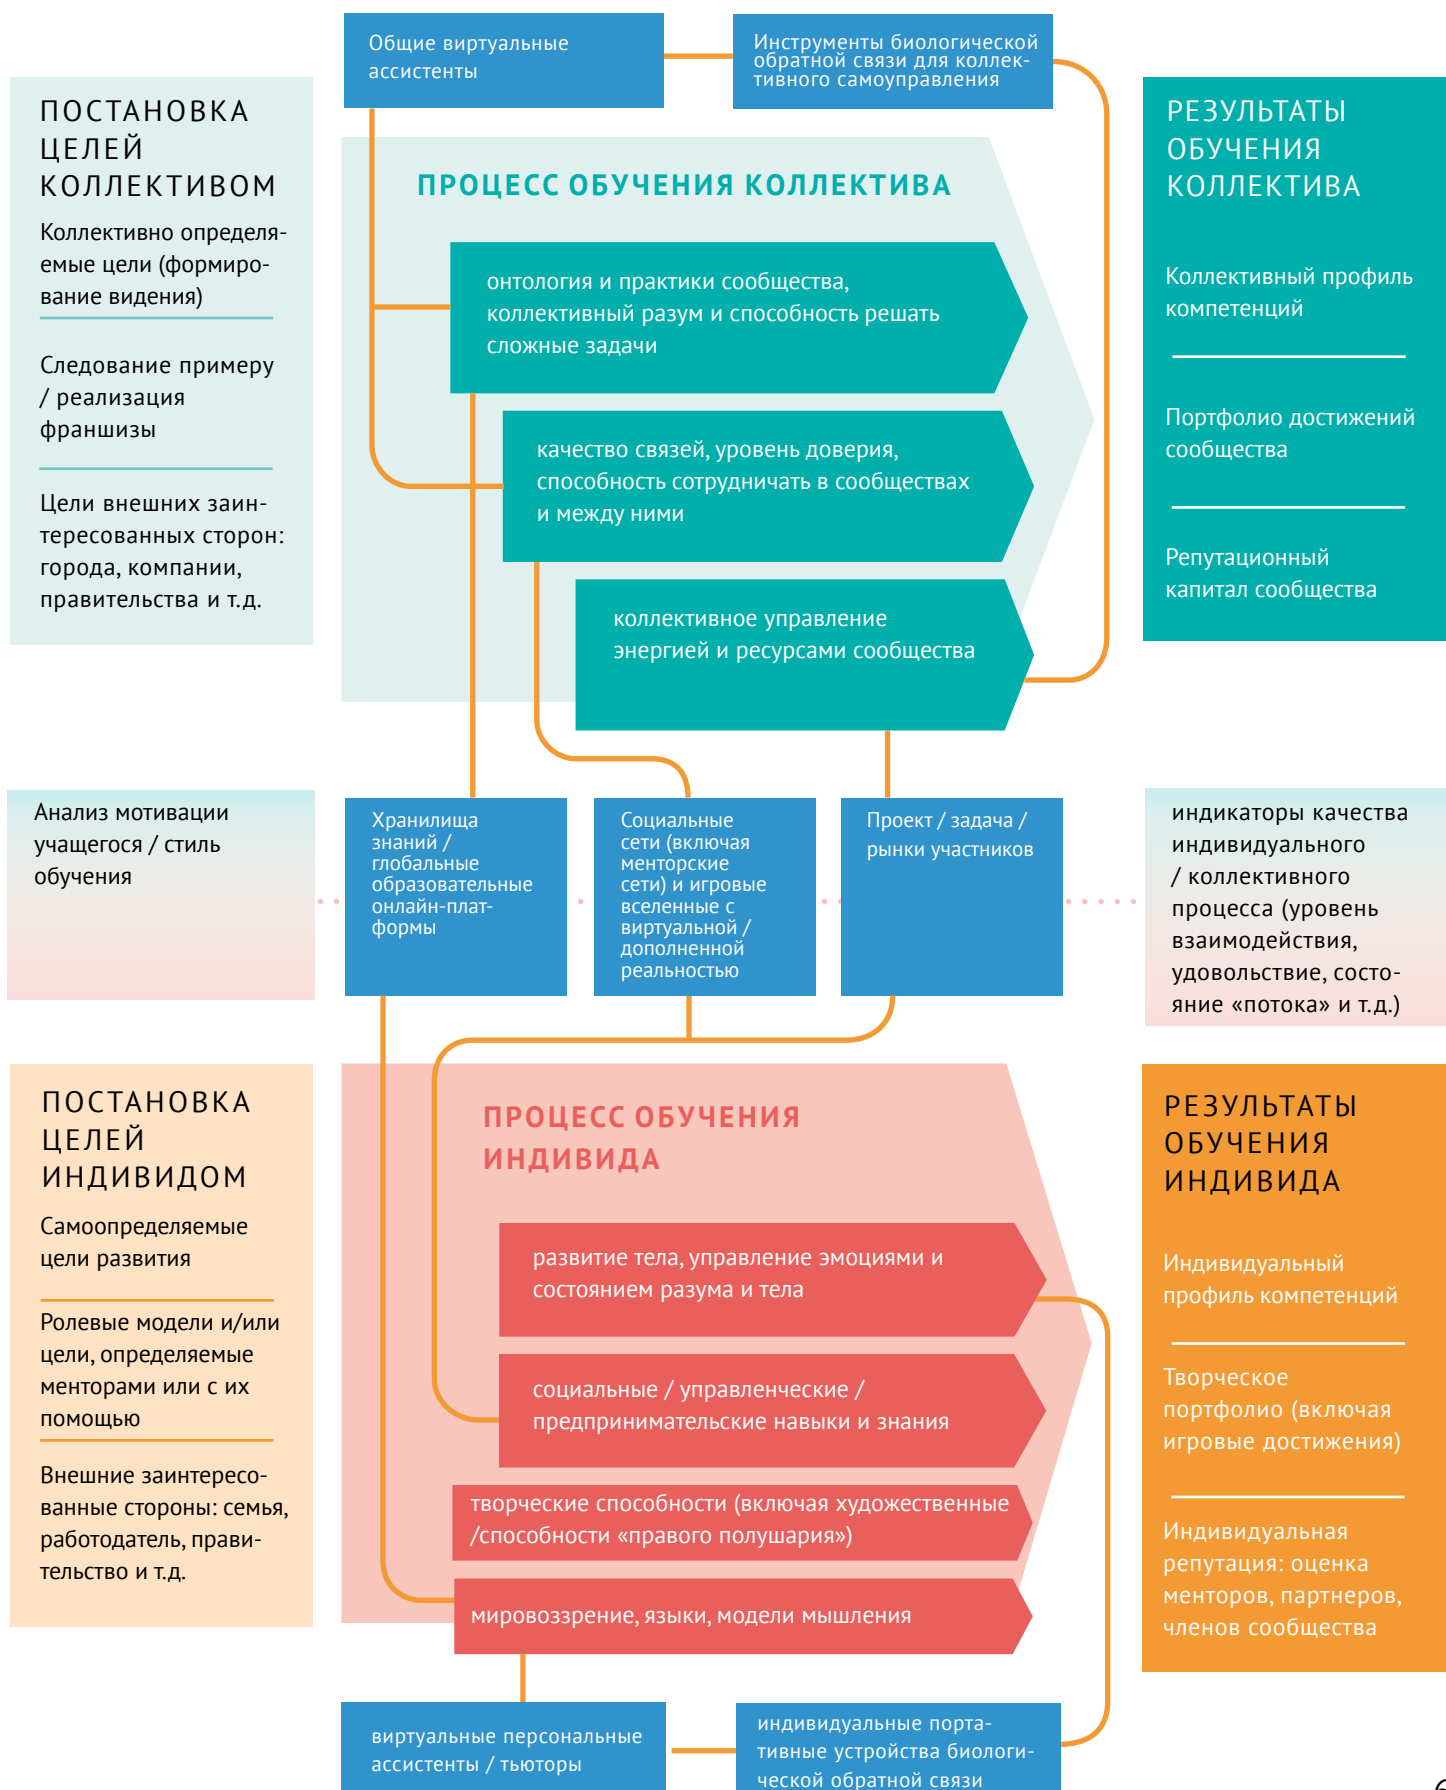 Общие виртуальные
ассистенты
Инструменты биологической
обратной связи для коллек-
тивного самоуправления
ПОСТАНОВКА
ЦЕЛЕЙ
КОЛЛЕКТИВОМ
Коллективно определя-
емые цели (формиро-
вание видения)
Следование примеру
/ реализация
франшизы
Цели внешних заин-
тересованных сторон:
города, компании,
правительства и т.д.
ПРОЦЕСС ОБУЧЕНИЯ КОЛЛЕКТИВА
онтология и практики сообщества,
коллективный разум и способность решать
сложные задачи
качество связей, уровень доверия,
способность сотрудничать в сообществах
и между ними
коллективное управление
энергией и ресурсами сообщества
РЕЗУЛЬТАТЫ
ОБУЧЕНИЯ
КОЛЛЕКТИВА
Коллективный профиль
компетенций
Портфолио достижений
сообщества
Репутационный
капитал сообщества
Анализ мотивации
учащегося / стиль
обучения
Хранилища
знаний /
глобальные
образовательные
онлайн-плат-
формы
Социальные
сети (включая
менторские
сети) и игровые
вселенные с
виртуальной /
дополненной
реальностью
Проект / задача /
рынки участников
индикаторы качества
индивидуального
/ коллективного
процесса (уровень
взаимодействия,
удовольствие, состо-
яние «потока» и т.д.)
ПОСТАНОВКА
ЦЕЛЕЙ
ИНДИВИДОМ
Самоопределяемые
цели развития
Ролевые модели и/или
цели, определяемые
менторами или с их
помощью
Внешние заинтересо-
ванные стороны: семья,
работодатель, прави-
тельство и т.д.
ПРОЦЕСС ОБУЧЕНИЯ
ИНДИВИДА
развитие тела, управление эмоциями и
состоянием разума и тела
социальные / управленческие /
предпринимательские навыки и знания
творческие способности (включая художественные
/способности «правого полушария»)
мировоззрение, языки, модели мышления
РЕЗУЛЬТАТЫ
ОБУЧЕНИЯ
ИНДИВИДА
Индивидуальный
профиль компетенций
Творческое
портфолио (включая
игровые достижения)
Индивидуальная
репутация: оценка
менторов, партнеров,
членов сообщества
виртуальные персональные
ассистенты / тьюторы
индивидуальные порта-
тивные устройства биологи-
ческой обратной связи